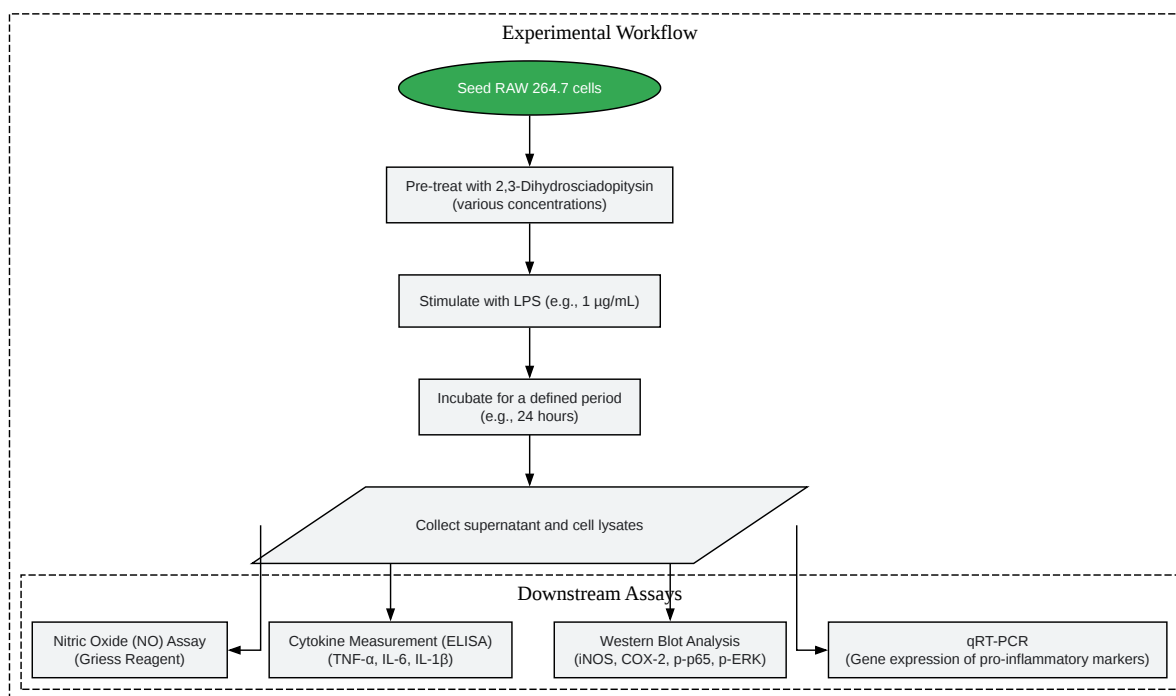 Experimental Workflow
Seed RAW 264.7 cells
Pre-treat with 2,3-Dihydrosciadopitysin
(various concentrations)
Stimulate with LPS (e.g., 1 µg/mL)
Incubate for a defined period
(e.g., 24 hours)
Collect supernatant and cell lysates
Downstream Assays
Nitric Oxide (NO) Assay
(Griess Reagent)
Cytokine Measurement (ELISA)
(TNF-α, IL-6, IL-1β)
Western Blot Analysis
(iNOS, COX-2, p-p65, p-ERK)
qRT-PCR
(Gene expression of pro-inflammatory markers)